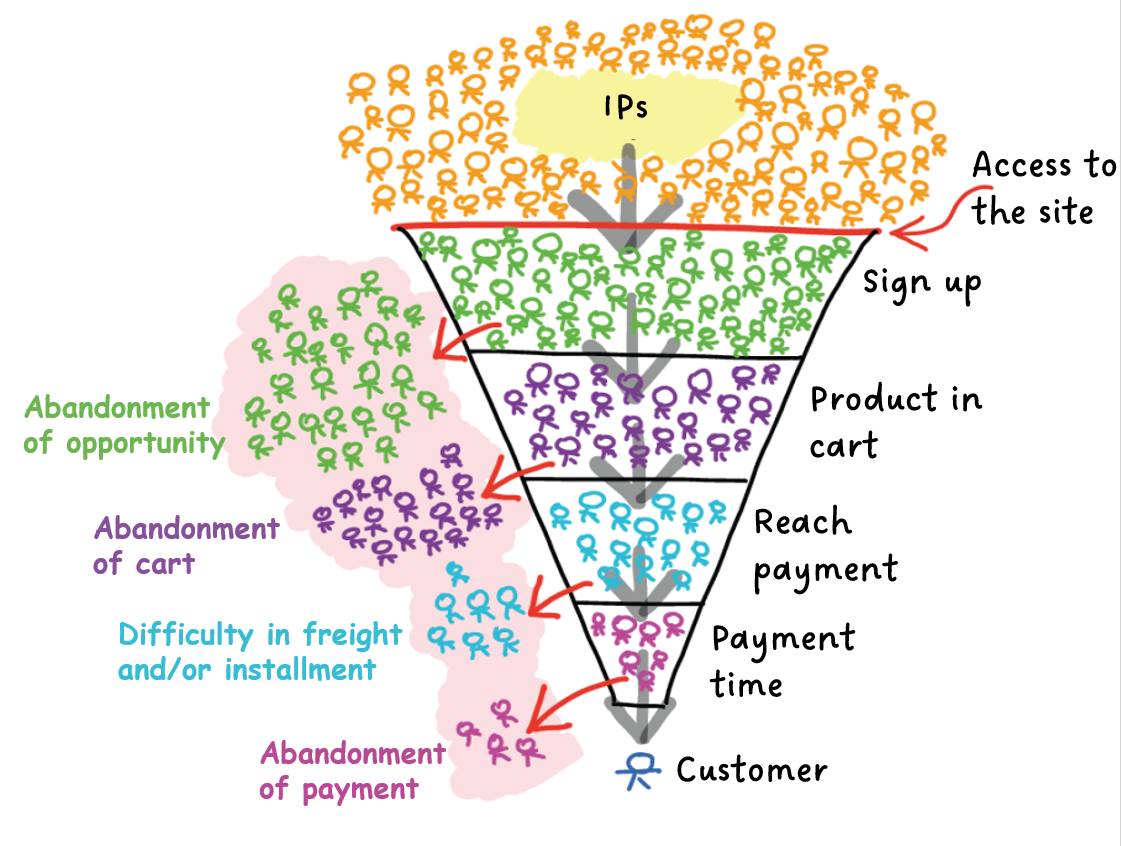 IPs
Access to
the site
Sign up
Product in
cart
Abandonment
of opportunity
Reach
payment
Abandonment
of cart
Difficulty in freight
and/or installment
Payment
time
Abandonment
of payment
Customer